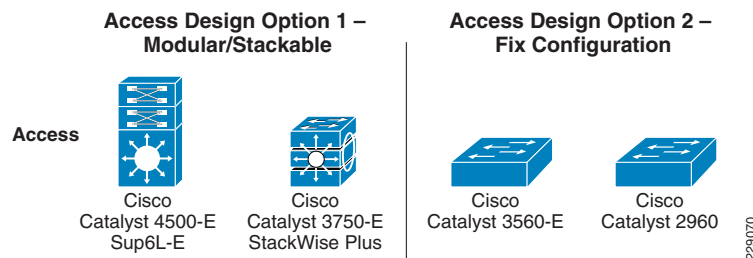 Access Design Option 1 –
Modular/Stackable
Access Design Option 2 –
Fix Configuration
Access
Cisco
Catalyst 4500-E
Sup6L-E
Cisco
Catalyst 3750-E
StackWise Plus
Cisco
Catalyst 3560-E
Cisco
Catalyst 2960